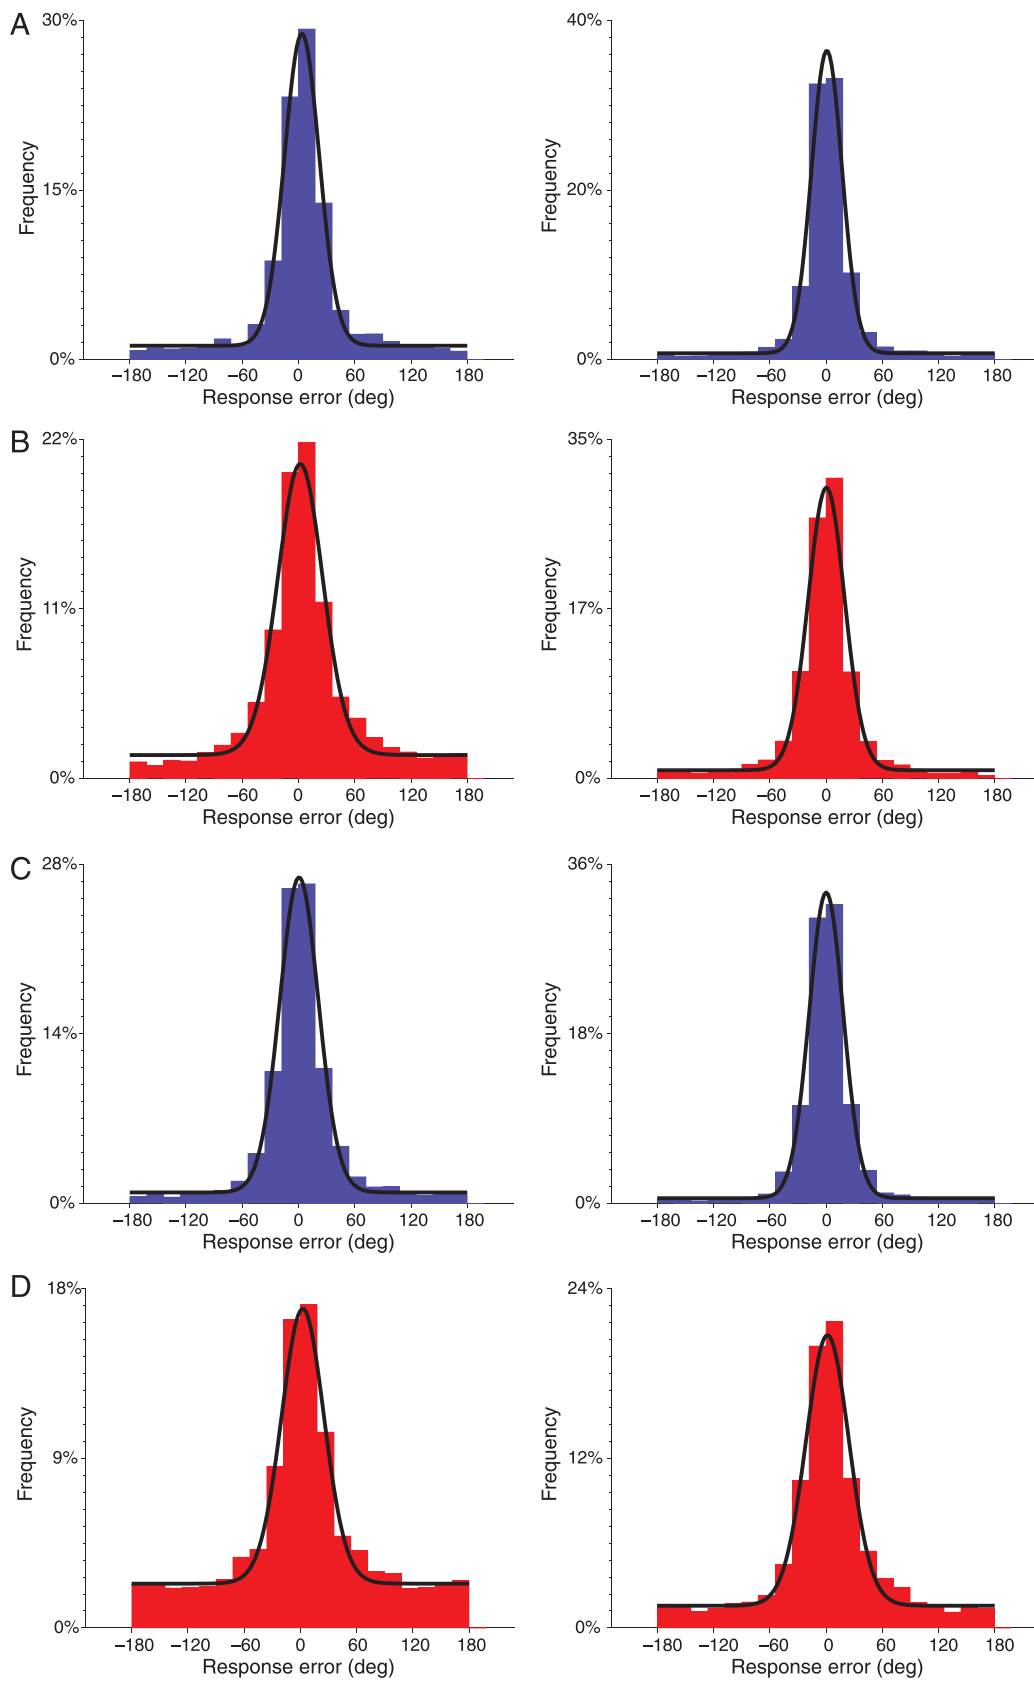 A
30%
15%
0%
Frequency
−180 −120 −60 0 60 120 180
Response error (deg)
40%
20%
0%
Frequency
−180 −120 −60 0 60 120 180
Response error (deg)
B
22%
11%
0%
Frequency
−180 −120 −60 0 60 120 180
Response error (deg)
35%
17%
0%
Frequency
−180 −120 −60 0 60 120 180
Response error (deg)
C
28%
14%
0%
Frequency
−180 −120 −60 0 60 120 180
Response error (deg)
36%
18%
0%
Frequency
−180 −120 −60 0 60 120 180
Response error (deg)
D
18%
9%
0%
Frequency
−180 −120 −60 0 60 120 180
Response error (deg)
24%
12%
0%
Frequency
−180 −120 −60 0 60 120 180
Response error (deg)